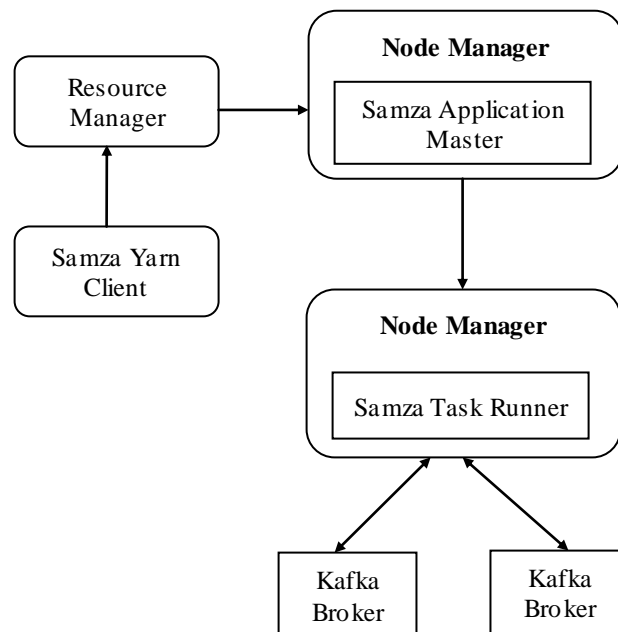 Node Manager
Samza Application
Master
Resource
Manager
Samza Yarn
Client
Node Manager
Samza Task Runner
Kafka
Broker
Kafka
Broker